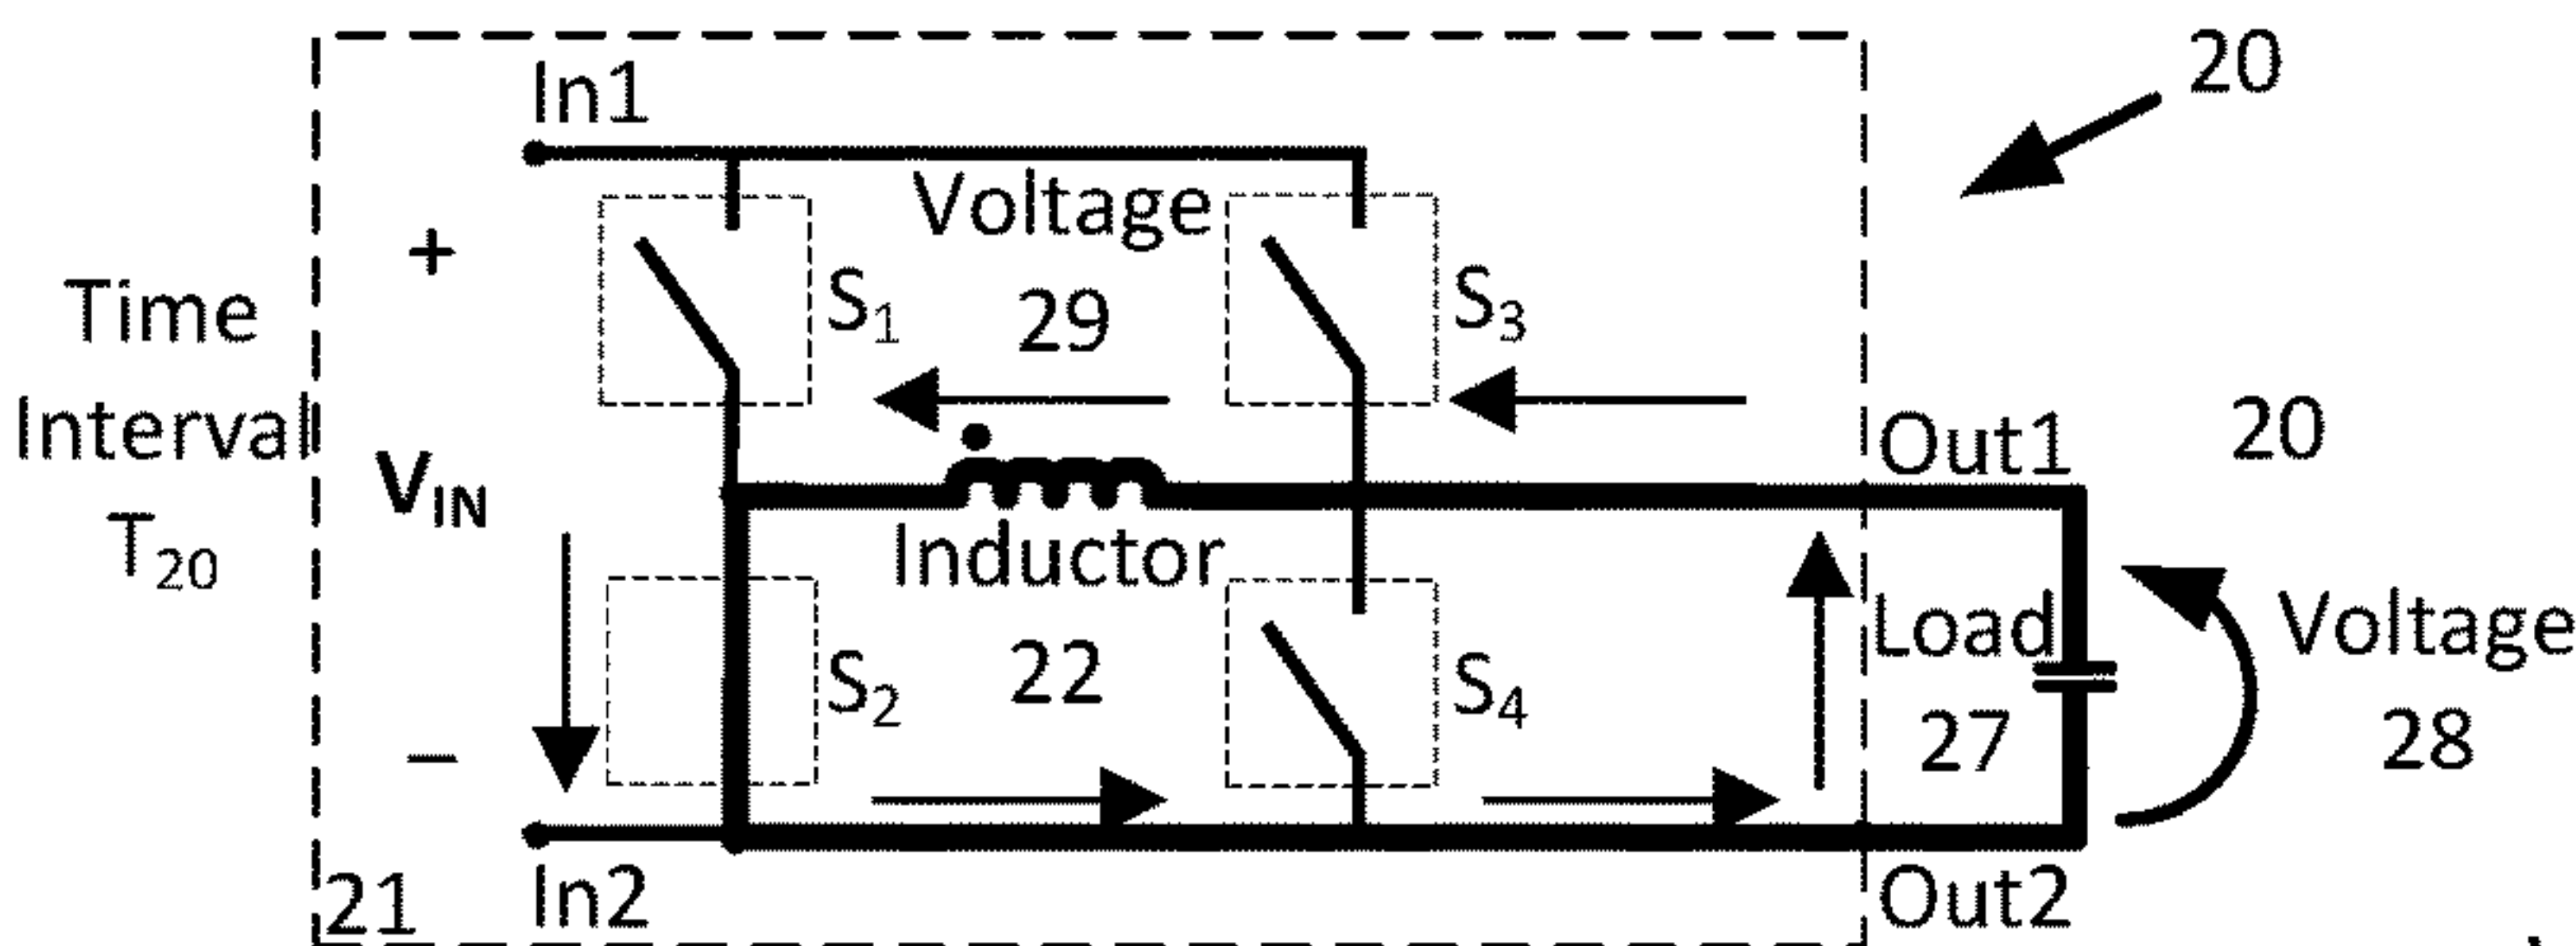 20
In1
+
Voltage
29
S1
S3
Time
Interval
T20
VIN
Out1
20
Inductor
22
S2
S4
Load
27
Voltage
28
–
21
In2
Out2